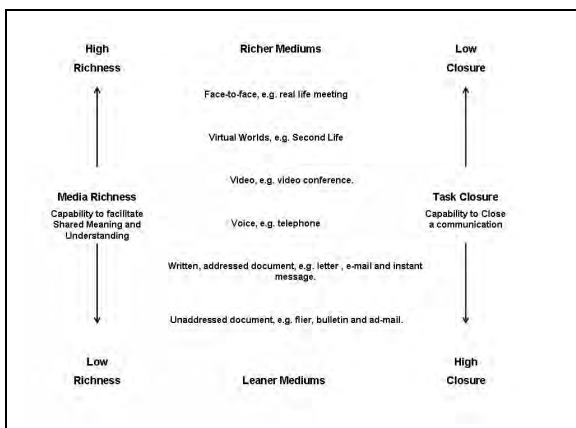 High
Richness
Richer Mediums
Low
Closure
Face-to-face, e.g. real life meeting
Virtual Worlds, e.g. Second Life
Video, e.g. video conference.
Media Richness
Capability to facilitate
Shared Meaning and
Understanding
Voice, e.g. telephone
Task Closure
Capability to Close
a communication
Written, addressed document, e.g. letter , e-mail and instant
message.
Unaddressed document, e.g. flier, bulletin and ad-mail.
Low
Richness
Leaner Mediums
High
Closure